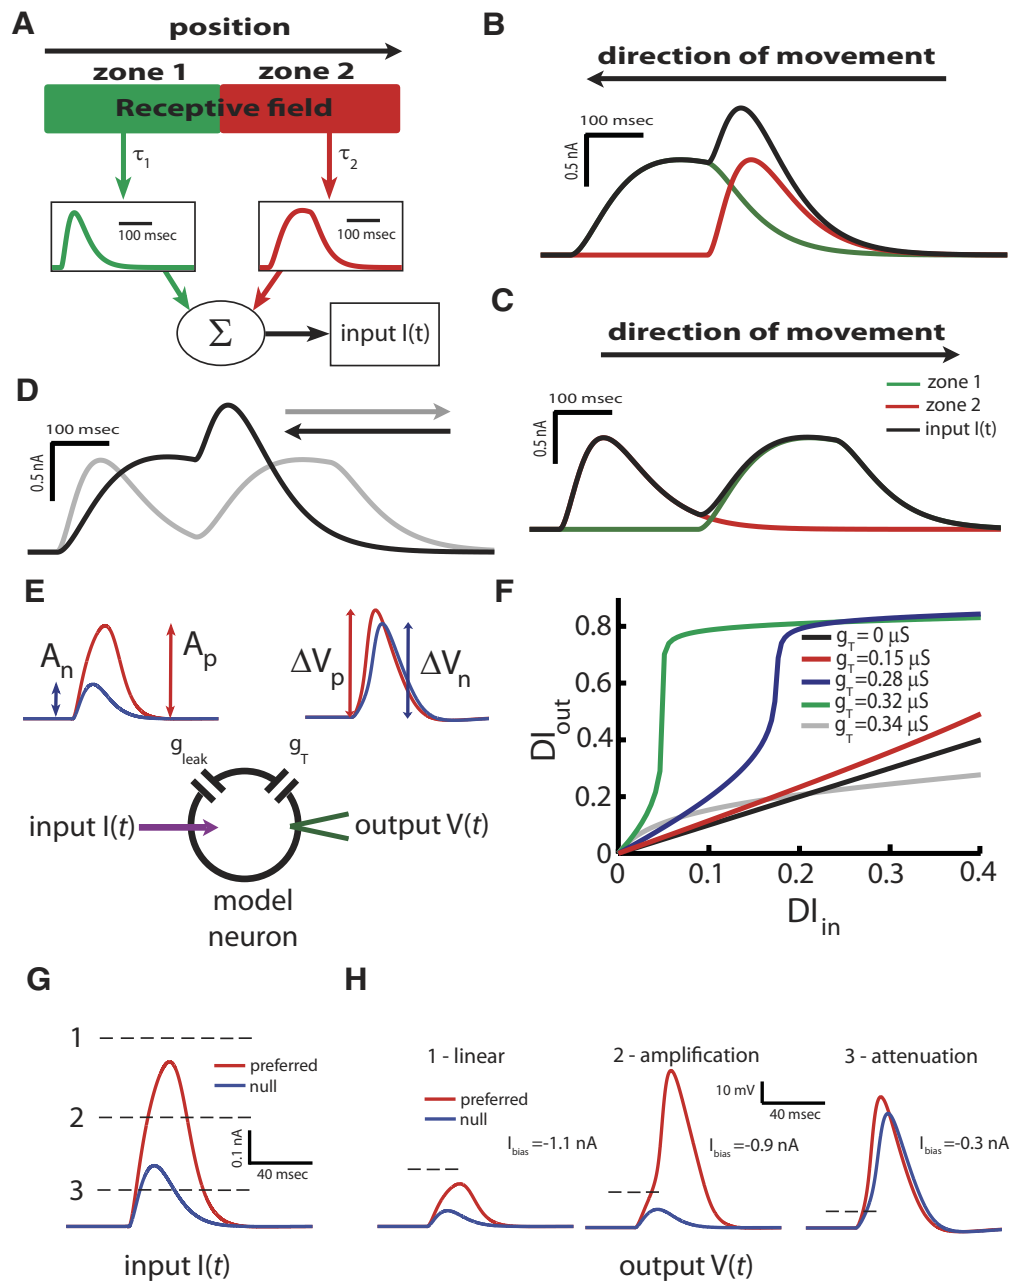 A
position
zone 1 zone 2
Receptive field
τ1 τ2
100 msec 100 msec
Σ input I(t)
B
direction of movement
100 msec
0.5 nA
C
direction of movement
100 msec
0.5 nA
zone 1
zone 2
input I(t)
D
100 msec
0.5 nA
E
An Ap ΔVp ΔVn
gleak gT
input I(t) output V(t)
model
neuron
F
DIout
0.8
0.6
0.4
0.2
0
gT= 0 μS
gT=0.15 μS
gT=0.28 μS
gT=0.32 μS
gT=0.34 μS
0 0.1 0.2 0.3 0.4
DIin
G
1
2
3
preferred
null
0.1 nA
40 msec
input I(t)
H
1 - linear 2 - amplification 3 - attenuation
preferred
null
10 mV
40 msec
Ibias=-1.1 nA Ibias=-0.9 nA Ibias=-0.3 nA
output V(t)